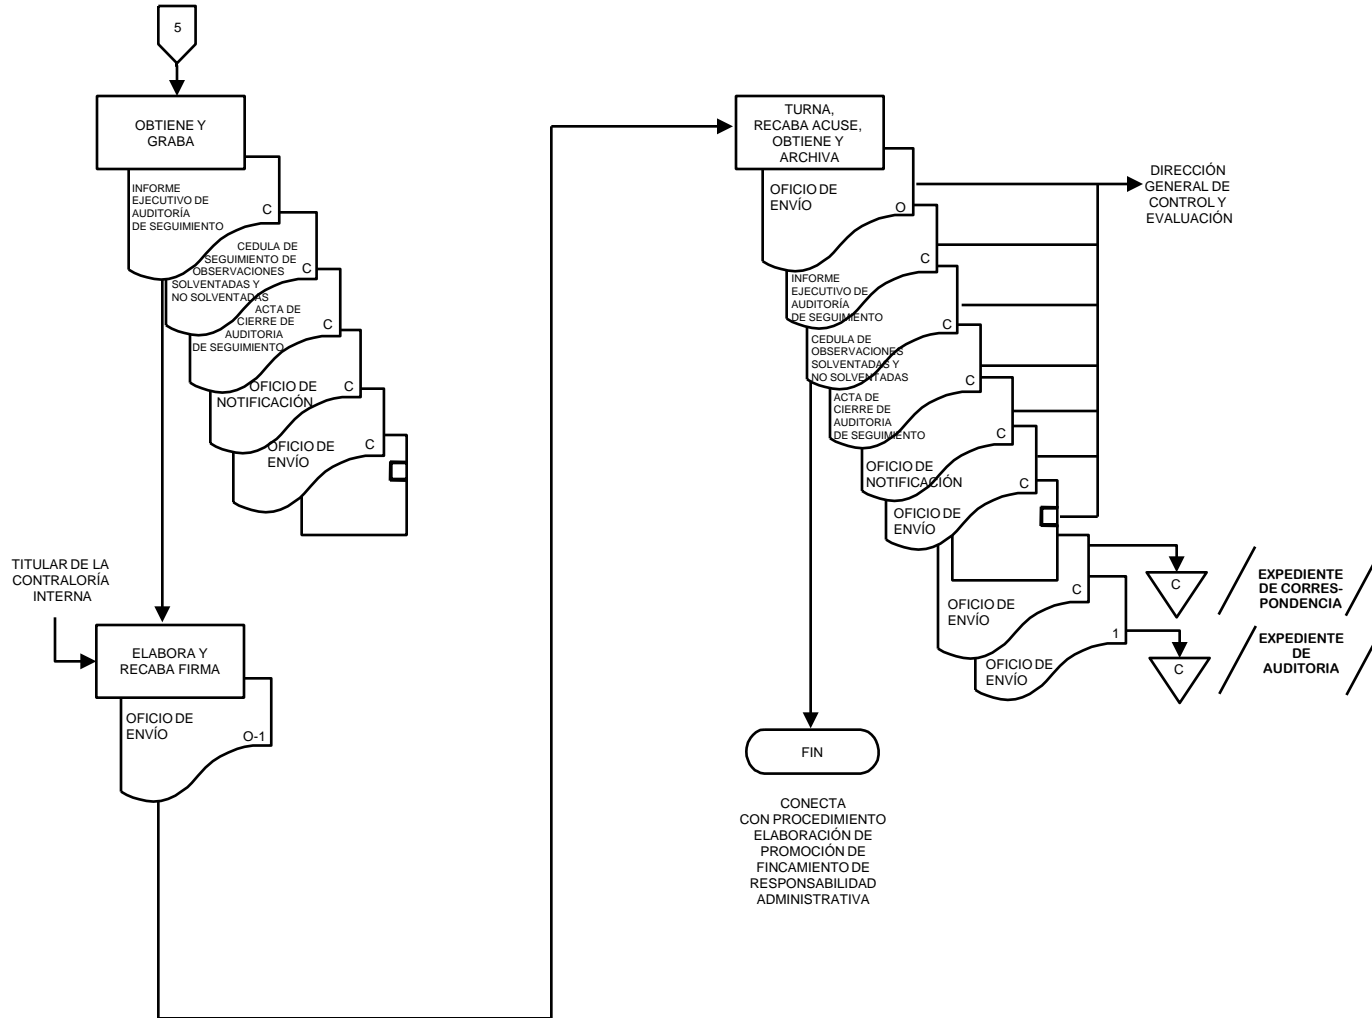 5
OBTIENE Y
GRABA
INFORME
EJECUTIVO DE
AUDITORÍA
DE SEGUIMIENTO
C
CEDULA DE
SEGUIMIENTO DE
OBSERVACIONES
SOLVENTADAS Y
NO SOLVENTADAS
C
ACTA DE
CIERRE DE
AUDITORIA
DE SEGUIMIENTO
C
OFICIO DE
NOTIFICACIÓN
C
OFICIO DE
ENVÍO
C
TITULAR DE LA
CONTRALORÍA
INTERNA
ELABORA Y
RECABA FIRMA
OFICIO DE
ENVÍO
O-1
TURNA,
RECABA ACUSE,
OBTIENE Y
ARCHIVA
OFICIO DE
ENVÍO
O
DIRECCIÓN
GENERAL DE
CONTROL Y
EVALUACIÓN
INFORME
EJECUTIVO DE
AUDITORÍA
DE SEGUIMIENTO
C
CEDULA DE
OBSERVACIONES
SOLVENTADAS Y
NO SOLVENTADAS
C
ACTA DE
CIERRE DE
AUDITORIA
DE SEGUIMIENTO
C
OFICIO DE
NOTIFICACIÓN
C
OFICIO DE
ENVÍO
C
OFICIO DE
ENVÍO
C
C
EXPEDIENTE
DE CORRES-
PONDENCIA
OFICIO DE
ENVÍO
1
C
EXPEDIENTE
DE
AUDITORIA
FIN
CONECTA
CON PROCEDIMIENTO
ELABORACIÓN DE
PROMOCIÓN DE
FINCAMIENTO DE
RESPONSABILIDAD
ADMINISTRATIVA